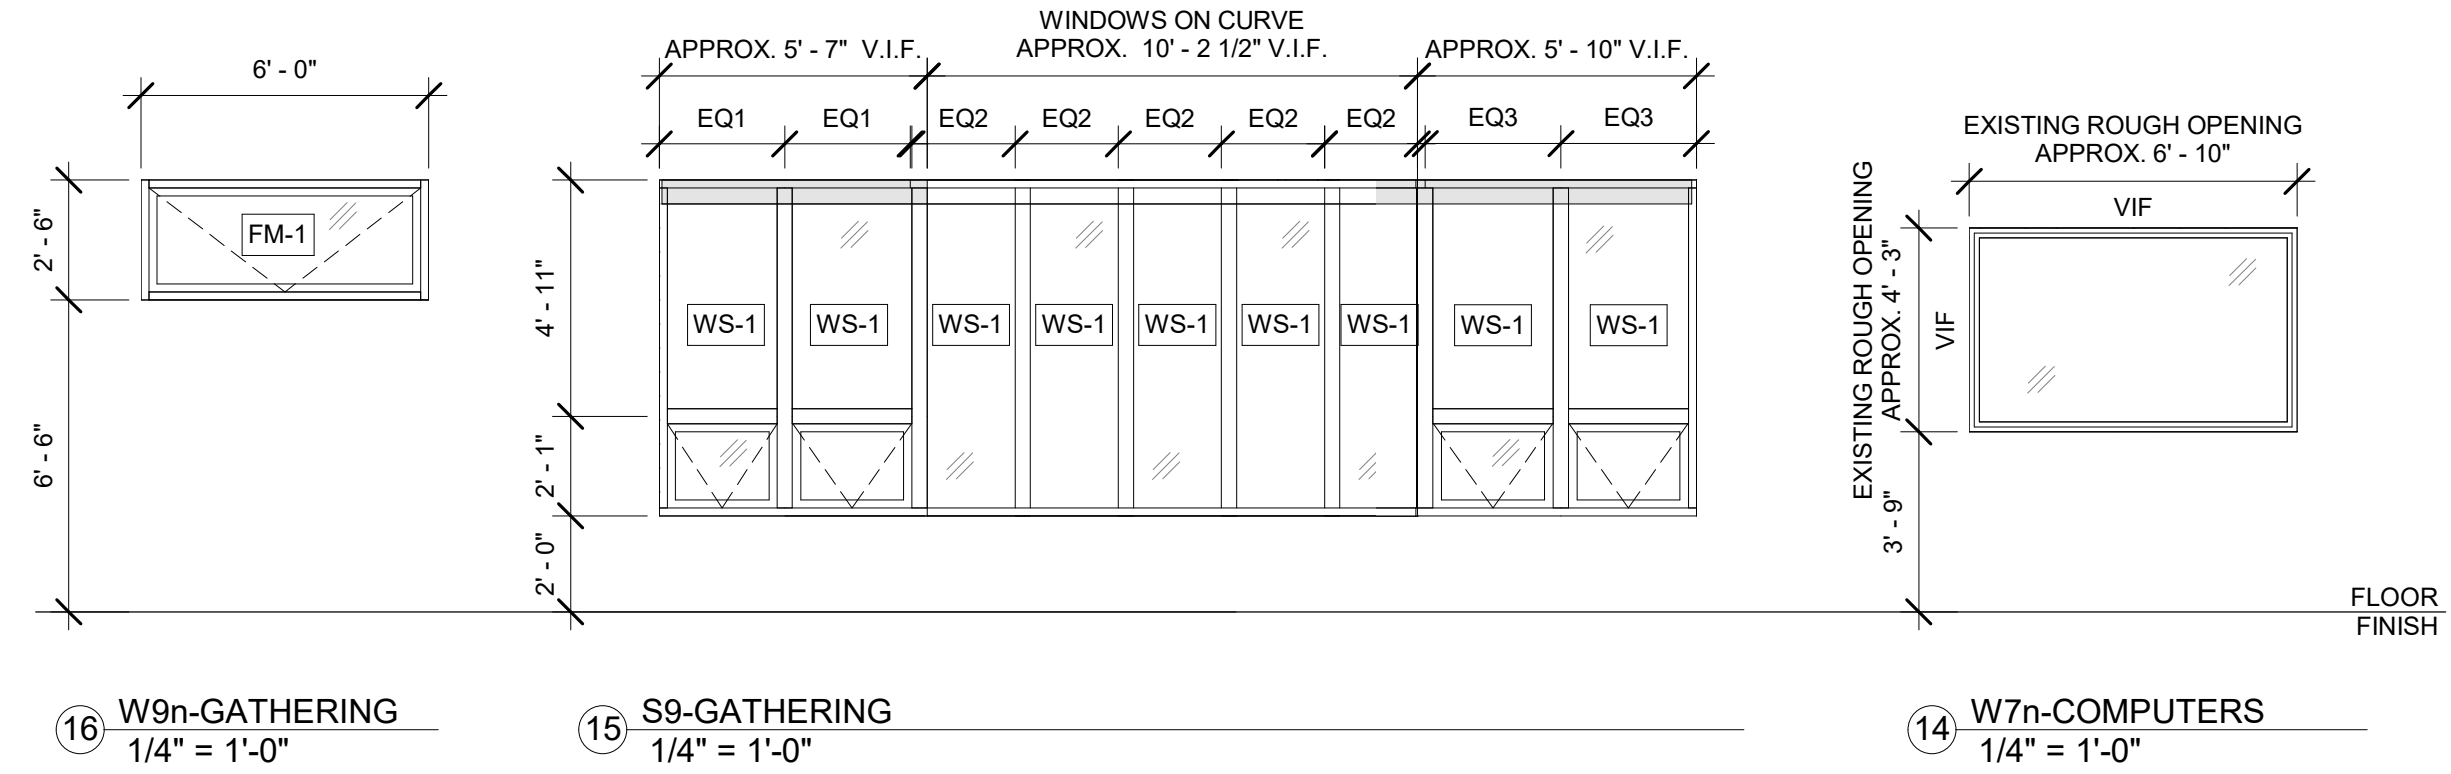 6' - 0"
2' - 6"
6' - 6"
FM-1
16
W9n-GATHERING
1/4" = 1'-0"
WINDOWS ON CURVE
APPROX. 5' - 7" V.I.F.
APPROX. 10' - 2 1/2" V.I.F.
APPROX. 5' - 10" V.I.F.
EQ1
EQ1
EQ2
EQ2
EQ2
EQ2
EQ2
EQ3
EQ3
4' - 11"
2' - 1"
2' - 0"
WS-1
WS-1
WS-1
WS-1
WS-1
WS-1
WS-1
WS-1
WS-1
15
S9-GATHERING
1/4" = 1'-0"
EXISTING ROUGH OPENING
APPROX. 6' - 10"
VIF
EXISTING ROUGH OPENING
APPROX. 4' - 3"
VIF
3' - 9"
FLOOR
FINISH
14
W7n-COMPUTERS
1/4" = 1'-0"